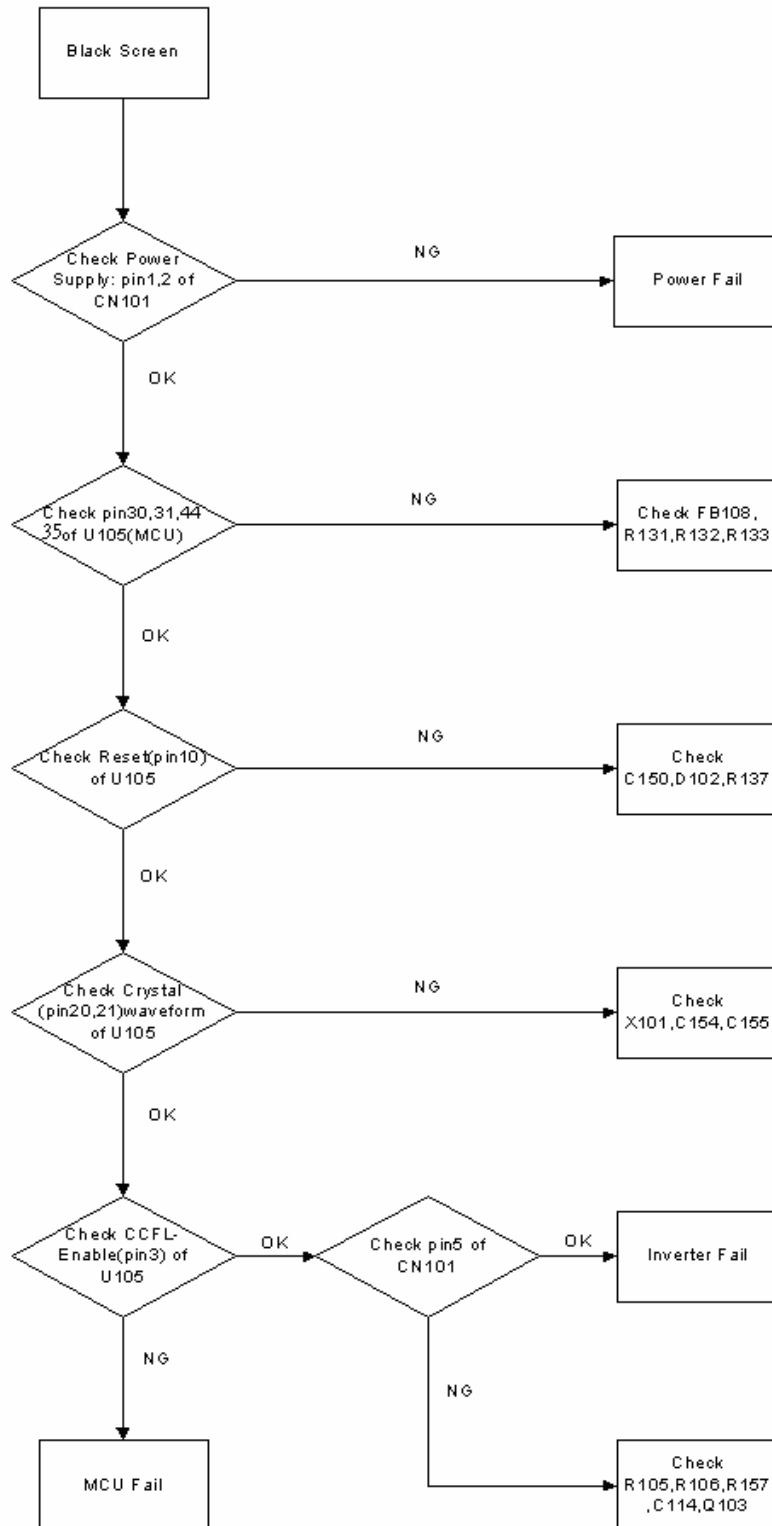 Black Screen
Check Power
Supply: pin1,2 of
CN101
NG
Power Fail
OK
Check pin30,31,44
35of U105(MCU)
NG
Check FB108,
R131,R132,R133
OK
Check Reset(pin10)
of U105
NG
Check
C150,D102,R137
OK
Check Crystal
(pin20,21)waveform
of U105
NG
Check
X101,C154,C155
OK
Check CCFL-
Enable(pin3) of
U105
OK
Check pin5 of
CN101
OK
Inverter Fail
NG
NG
MCU Fail
Check
R105,R106,R157
,C114,Q103